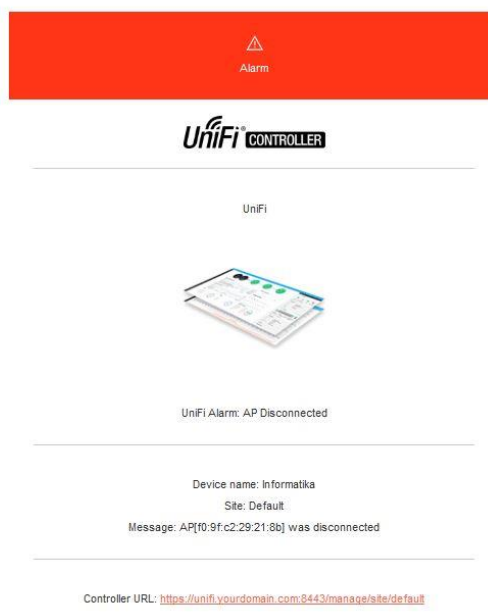 Alarm
UniFi CONTROLLER
UniFi
UniFi Alarm: AP Disconnected
Device name: Informatika
Site: Default
Message: AP[f0:9f:c2:29:21:8b] was disconnected
Controller URL: https://unifi.yourdomain.com:8443/manage/site/default